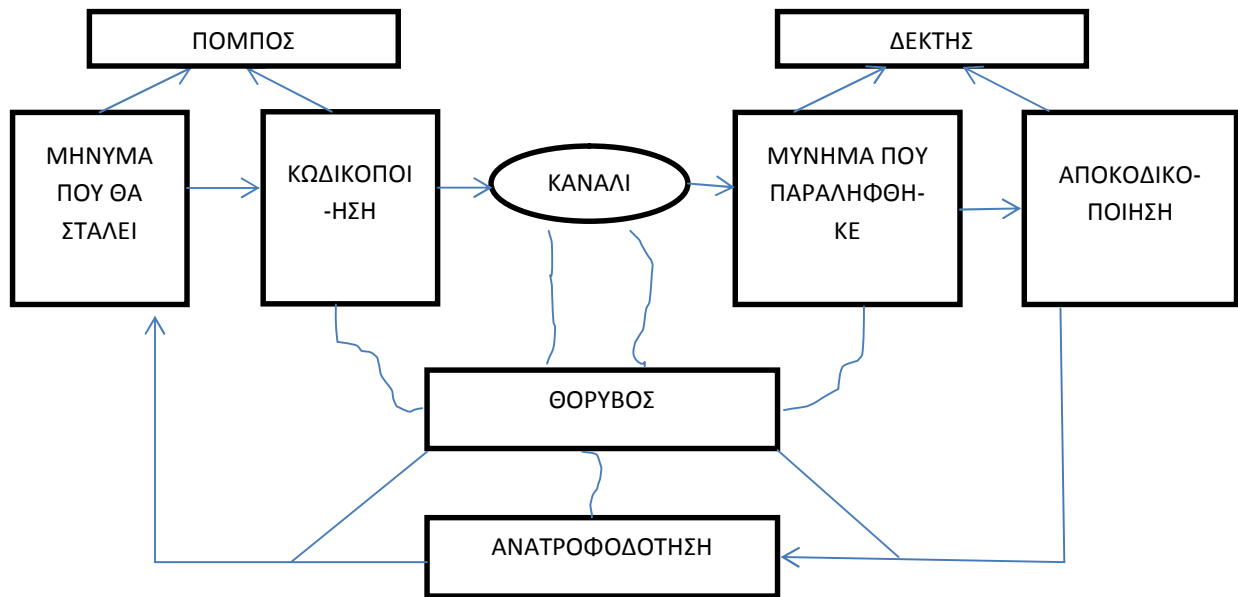 ΠΟΜΠΟΣ
ΔΕΚΤΗΣ
ΜΗΝΥΜΑ
ΠΟΥ ΘΑ
ΣΤΑΛΕΙ
ΚΩΔΙΚΟΠΟΙ
-ΗΣΗ
ΚΑΝΑΛΙ
ΜΥΝΗΜΑ ΠΟΥ
ΠΑΡΑΛΗΦΘΗ-
ΚΕ
ΑΠΟΚΟΔΙΚΟ-
ΠΟΙΗΣΗ
ΘΟΡΥΒΟΣ
ΑΝΑΤΡΟΦΟΔΟΤΗΣΗ